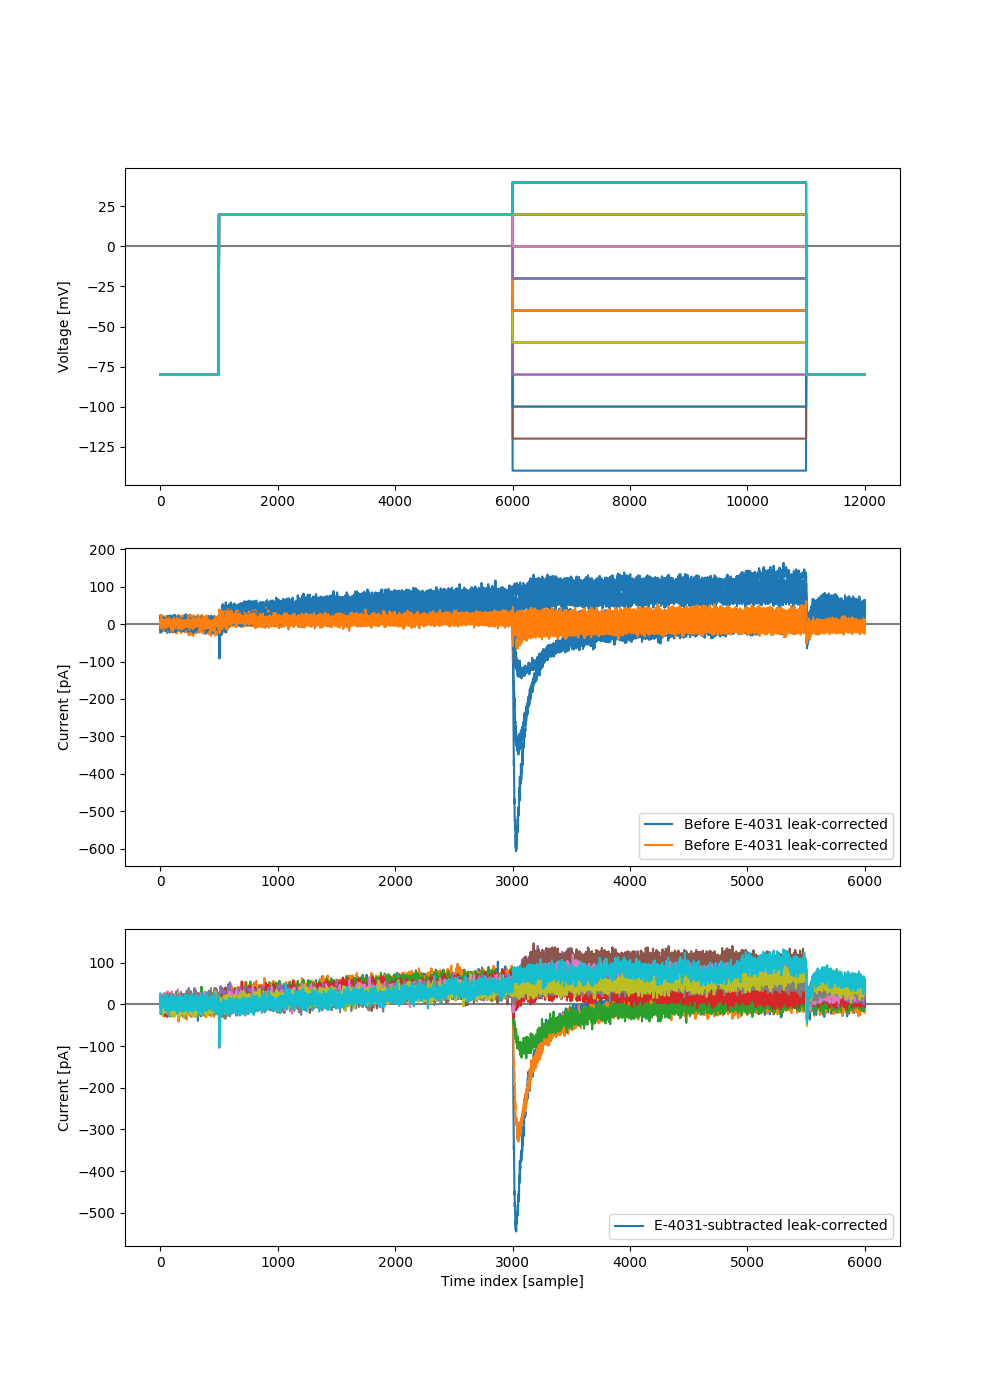 25
0
−25
−50
−75
−100
−125
Voltage [mV]
0 2000 4000 6000 8000 10000 12000
200
100
0
−100
−200
−300
−400
−500
−600
Current [pA]
Before E-4031 leak-corrected
Before E-4031 leak-corrected
0 1000 2000 3000 4000 5000 6000
100
0
−100
−200
−300
−400
−500
Current [pA]
E-4031-subtracted leak-corrected
0 1000 2000 3000 4000 5000 6000
Time index [sample]